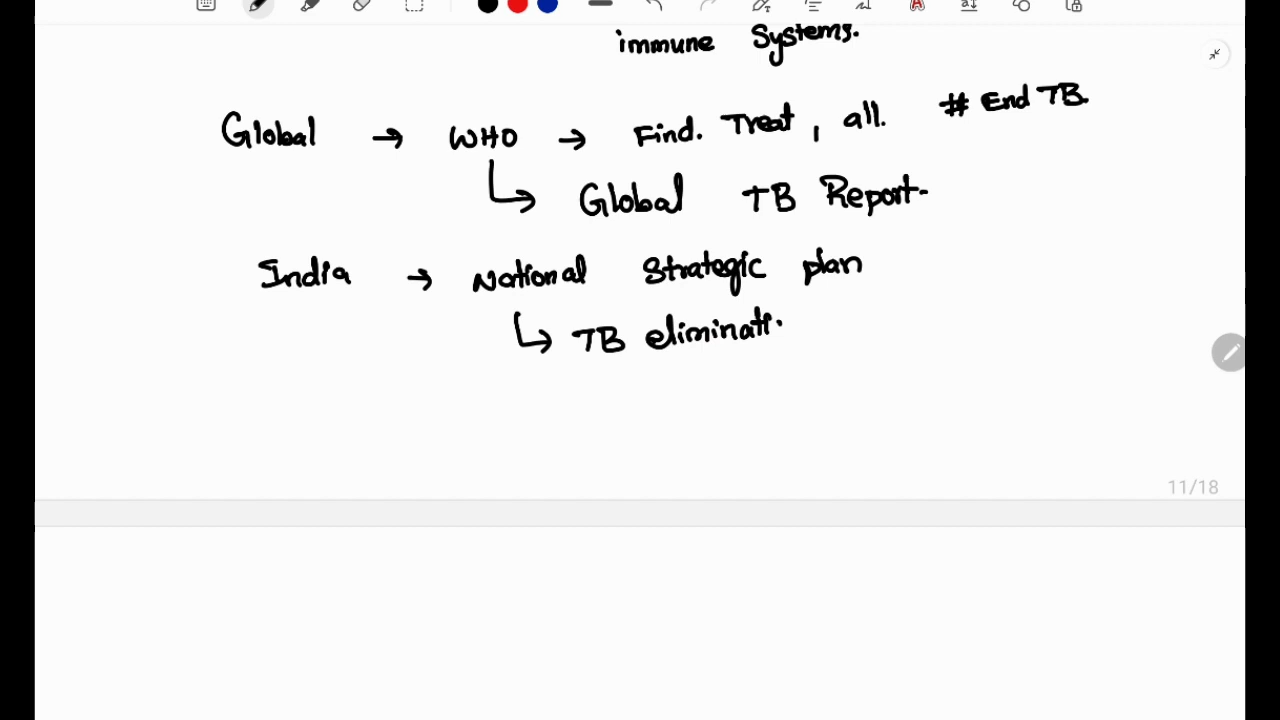 immune Systems.
Global → WHO → Find. Treat, all. # End TB.
↳ Global TB Report-
India → National Strategic plan
↳ TB eliminati.
11/18